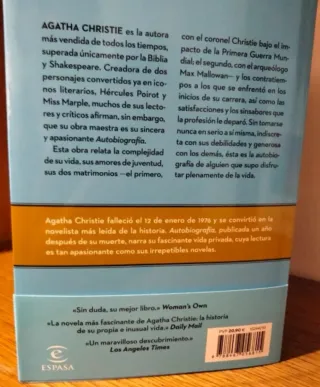 AGATHA CHRISTIE es la autora
más vendida de todos los tiempos,
superada únicamente por la Biblia
y Shakespeare. Creadora de dos
personajes convertidos ya en ico-
nos literarios, Hércules Poirot y
Miss Marple, muchos de sus lecto-
res y críticos afirman, sin embargo,
que su obra maestra es su sincera
y apasionante Autobiografía.
Esta obra relata la complejidad
de su vida, sus amores de juventud,
sus dos matrimonios —el primero,
con el coronel Christie bajo el im-
pacto de la Primera Guerra Mun-
dial; el segundo, con el arqueólogo
Max Mallowan— y los contratiem-
pos a los que se enfrentó en los
inicios de su carrera, así como las
satisfacciones y los sinsabores que
la profesión le deparó. Sin tomarse
nunca en serio a sí misma, indiscre-
ta con sus debilidades y generosa
con los demás, ésta es la autobio-
grafía de alguien que supo disfru-
tar plenamente de la vida.
Agatha Christie falleció el 12 de enero de 1976 y se convirtió en la
novelista más leída de la historia. Autobiografía, publicada un año
después de su muerte, narra su fascinante vida privada, cuya lectura
es tan apasionante como sus irrepetibles novelas.
«Sin duda, su mejor libro.» Woman's Own
«La novela más fascinante de Agatha Christie: la historia
de su propia e inusual vida.» Daily Mail
«Un maravilloso descubrimiento.»
Los Angeles Times
e
ESPASA